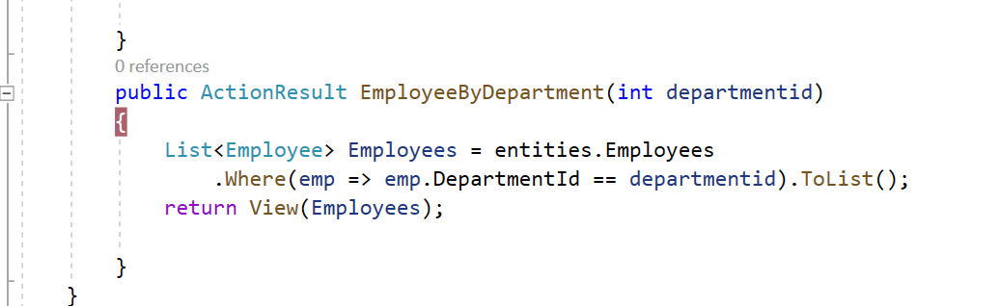 }
0 references
public ActionResult EmployeeByDepartment(int departmentid)
{
List<Employee> Employees = entities.Employees
.Where(emp => emp.DepartmentId == departmentid).ToList();
return View(Employees);
}
}